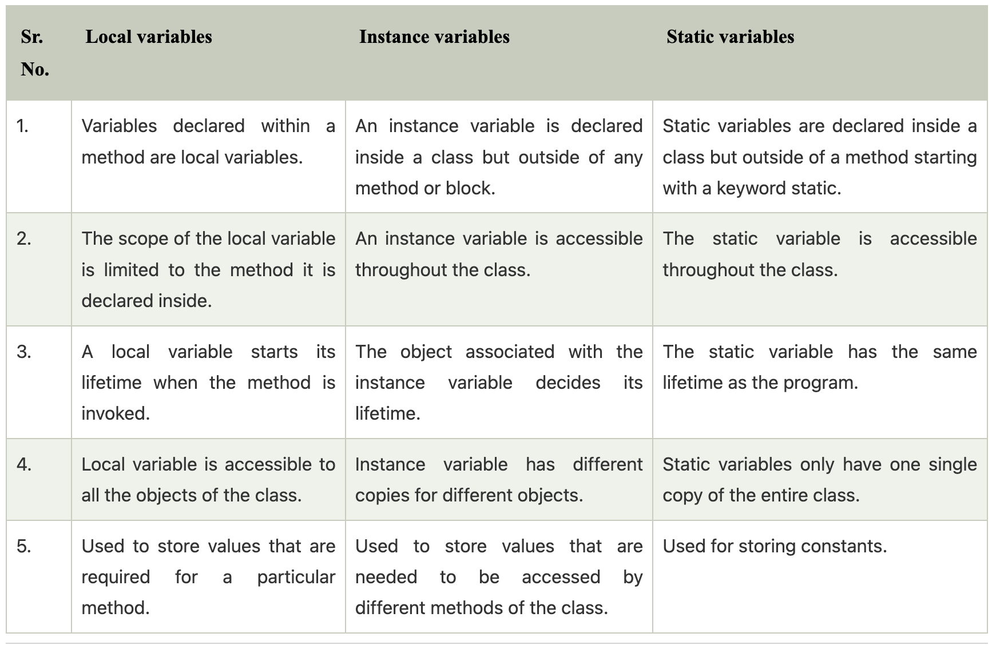 Sr.
No.
Local variables
Instance variables
Static variables
1.
Variables declared within a
method are local variables.
An instance variable is declared
inside a class but outside of any
method or block.
Static variables are declared inside a
class but outside of a method starting
with a keyword static.
2.
The scope of the local variable
is limited to the method it is
declared inside.
An instance variable is accessible
throughout the class.
The static variable is accessible
throughout the class.
3.
A local variable starts its
lifetime when the method is
invoked.
The object associated with the
instance variable decides its
lifetime.
The static variable has the same
lifetime as the program.
4.
Local variable is accessible to
all the objects of the class.
Instance variable has different
copies for different objects.
Static variables only have one single
copy of the entire class.
5.
Used to store values that are
required for a particular
method.
Used to store values that are
needed to be accessed by
different methods of the class.
Used for storing constants.